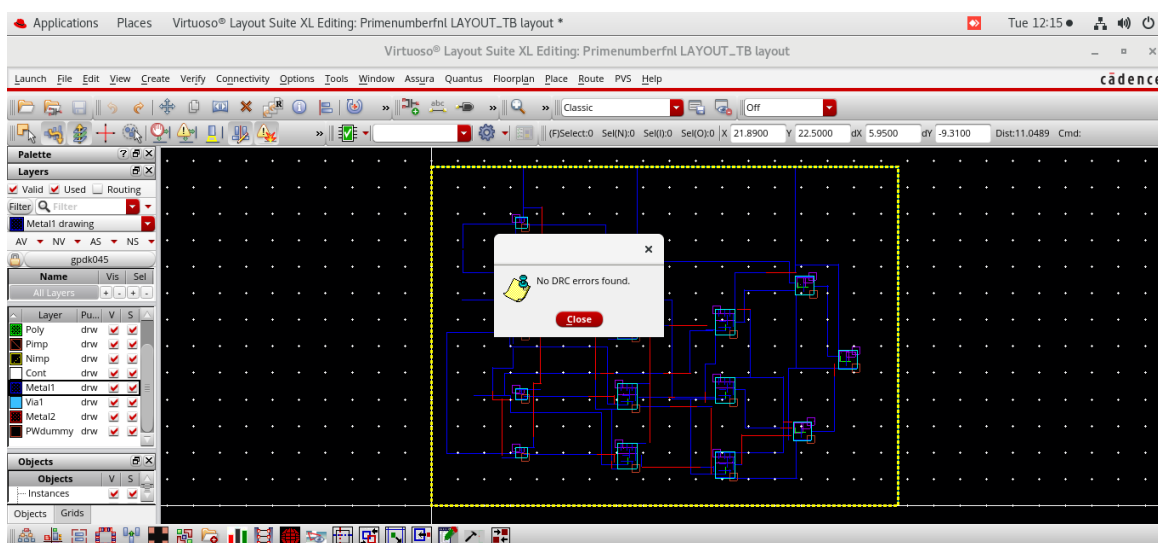 Applications Places Virtuoso® Layout Suite XL Editing: Primenumberfnl LAYOUT_TB layout * Tue 12:15
Virtuoso® Layout Suite XL Editing: Primenumberfnl LAYOUT_TB layout
Launch File Edit View Create Verify Connectivity Options Tools Window Assura Quantus Floorplan Place Route PVS Help cādence
» abc » » Classic Off
» (F)Select:0 Sel(N):0 Sel(I):0 Sel(O):0 X 21.8900 Y 22.5000 dX 5.9500 dY -9.3100 Dist:11.0489 Cmd:
Palette
Layers
Valid Used Routing
Filter Filter
Metal1 drawing
AV NV AS NS
gpdk045
Name Vis Sel
All Layers + - + -
Layer Pu... V S
Poly drw
Pimp drw
Nimp drw
Cont drw
Metal1 drw
Via1 drw
Metal2 drw
PWdummy drw
Objects
Objects V S
Instances
Objects Grids
No DRC errors found.
Close